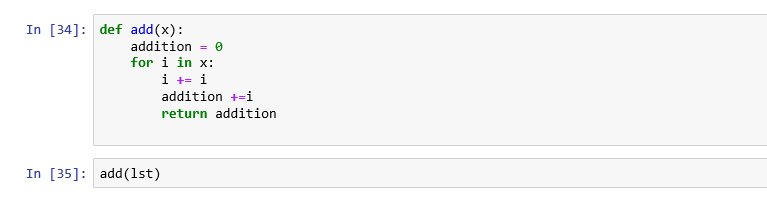 In [34]: def add(x):
    addition = 0
    for i in x:
        i += i
        addition +=i
        return addition
In [35]: add(lst)